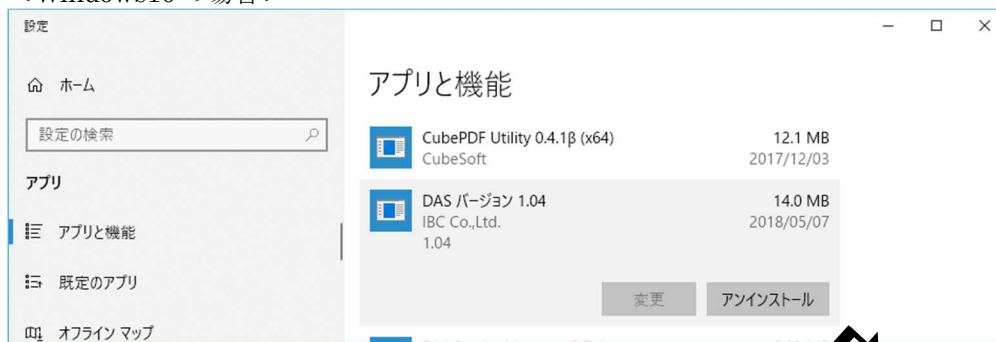 設定
ホーム
設定の検索
アプリ
アプリと機能
既定のアプリ
オフライン マップ
アプリと機能
CubePDF Utility 0.4.1β (x64)
12.1 MB
CubeSoft
2017/12/03
DAS バージョン 1.04
14.0 MB
IBC Co.,Ltd.
2018/05/07
1.04
変更
アンインストール